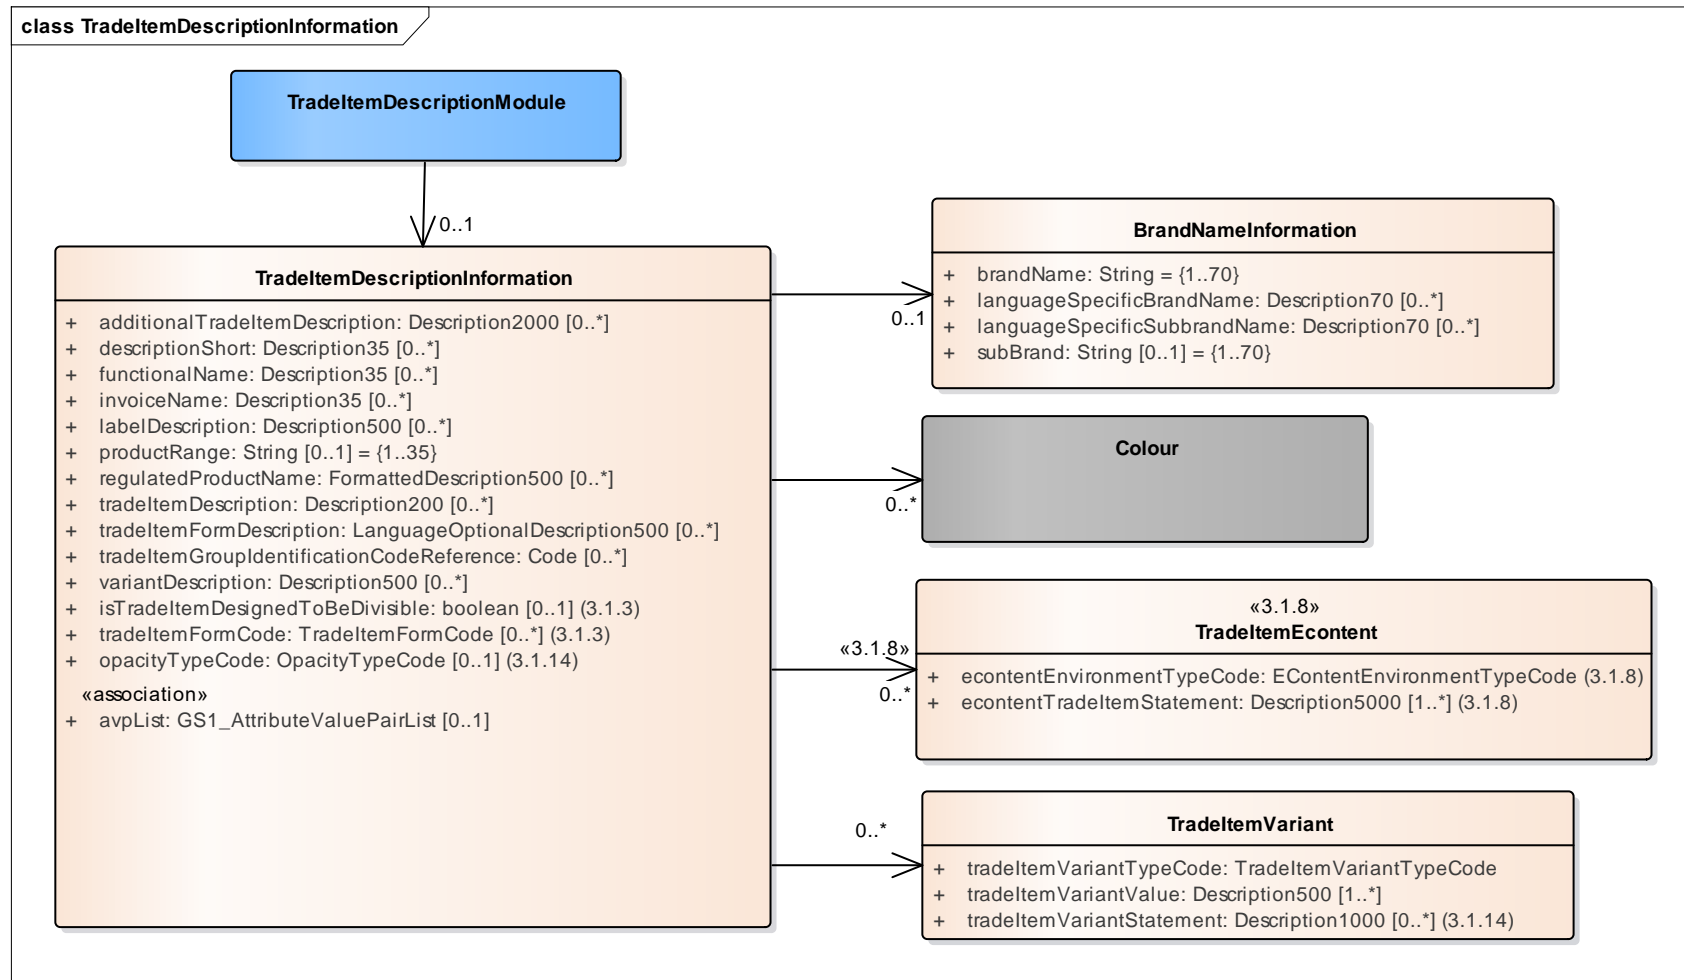 class TradeItemDescriptionInformation
TradeItemDescriptionModule
0..1
TradeItemDescriptionInformation
+ additionalTradeItemDescription: Description2000 [0..*]
+ descriptionShort: Description35 [0..*]
+ functionalName: Description35 [0..*]
+ invoiceName: Description35 [0..*]
+ labelDescription: Description500 [0..*]
+ productRange: String [0..1] = {1..35}
+ regulatedProductName: FormattedDescription500 [0..*]
+ tradeItemDescription: Description200 [0..*]
+ tradeItemFormDescription: LanguageOptionalDescription500 [0..*]
+ tradeItemGroupIdentificationCodeReference: Code [0..*]
+ variantDescription: Description500 [0..*]
+ isTradeItemDesignedToBeDivisible: boolean [0..1] (3.1.3)
+ tradeItemFormCode: TradeItemFormCode [0..*] (3.1.3)
+ opacityTypeCode: OpacityTypeCode [0..1] (3.1.14)
«association»
+ avpList: GS1_AttributeValuePairList [0..1]
0..1
BrandNameInformation
+ brandName: String = {1..70}
+ languageSpecificBrandName: Description70 [0..*]
+ languageSpecificSubbrandName: Description70 [0..*]
+ subBrand: String [0..1] = {1..70}
0..*
Colour
«3.1.8»
0..*
«3.1.8»
TradeItemEcontent
+ econtentEnvironmentTypeCode: EContentEnvironmentTypeCode (3.1.8)
+ econtentTradeItemStatement: Description5000 [1..*] (3.1.8)
0..*
TradeItemVariant
+ tradeItemVariantTypeCode: TradeItemVariantTypeCode
+ tradeItemVariantValue: Description500 [1..*]
+ tradeItemVariantStatement: Description1000 [0..*] (3.1.14)